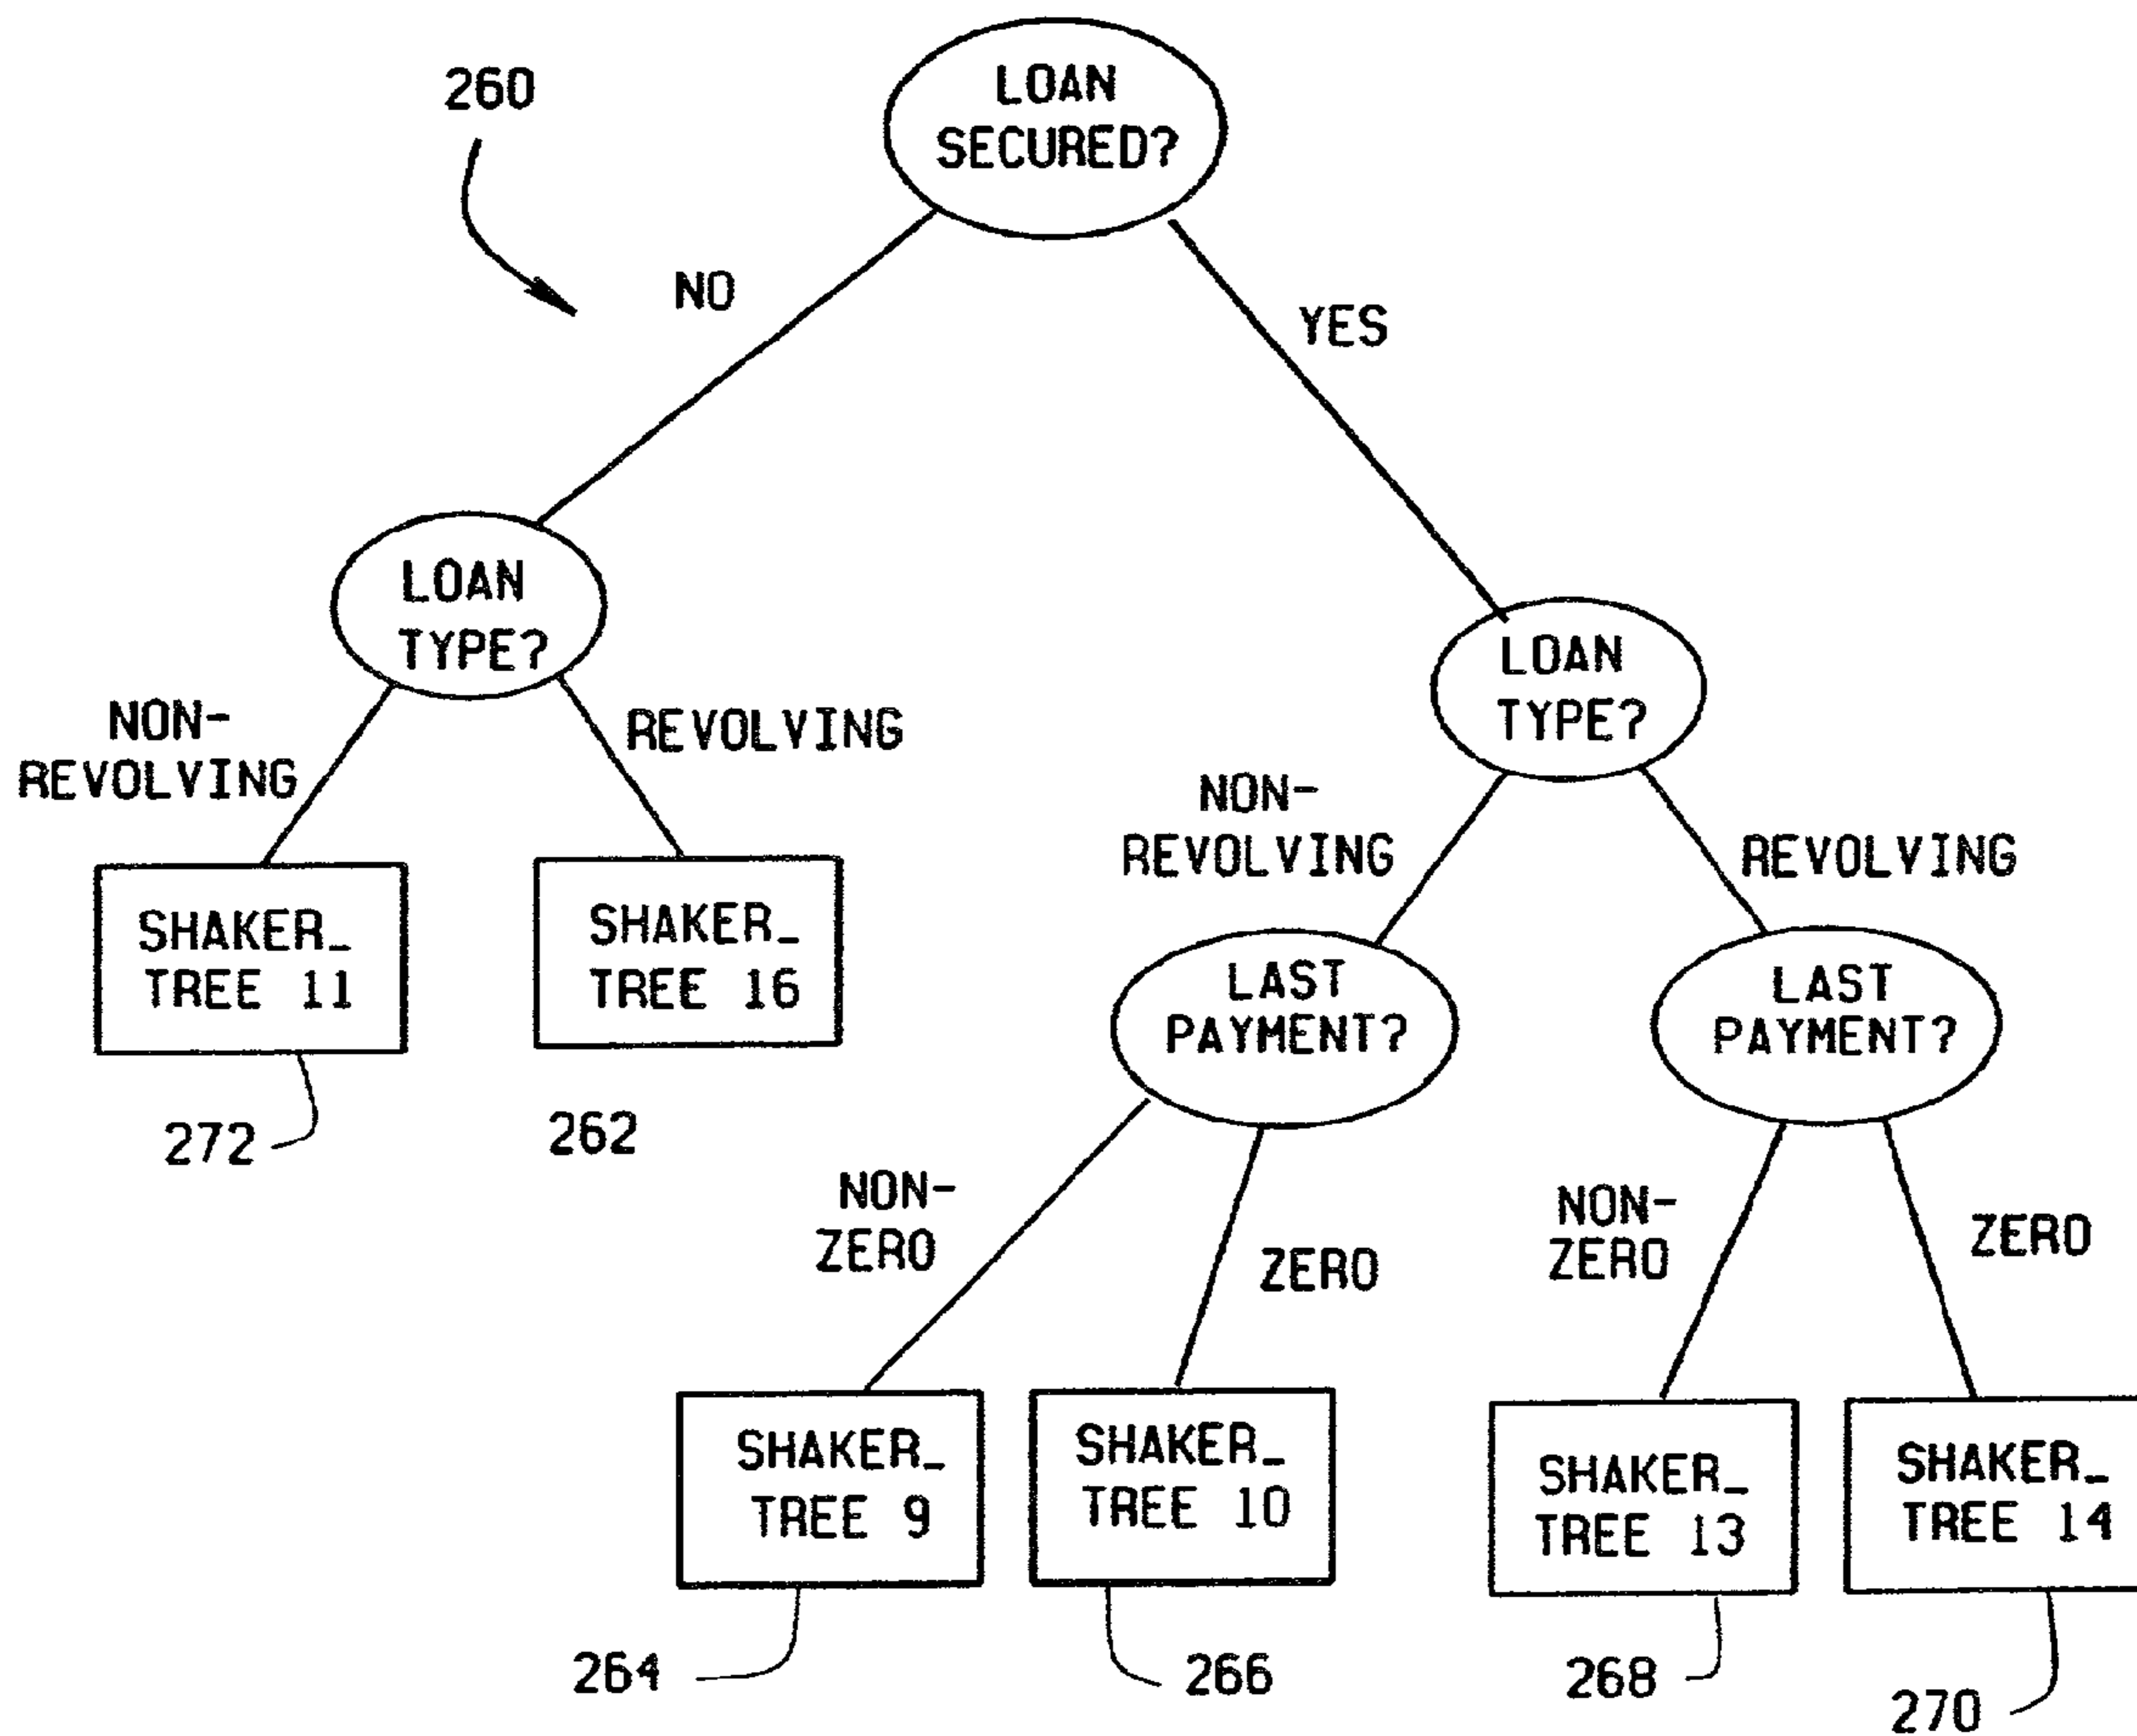 260
LOAN
SECURED?
NO
YES
LOAN
TYPE?
LOAN
TYPE?
NON-
REVOLVING
REVOLVING
NON-
REVOLVING
REVOLVING
SHAKER_
TREE 11
SHAKER_
TREE 16
LAST
PAYMENT?
LAST
PAYMENT?
272
262
NON-
ZERO
ZERO
NON-
ZERO
ZERO
SHAKER_
TREE 9
SHAKER_
TREE 10
SHAKER_
TREE 13
SHAKER_
TREE 14
264
266
268
270